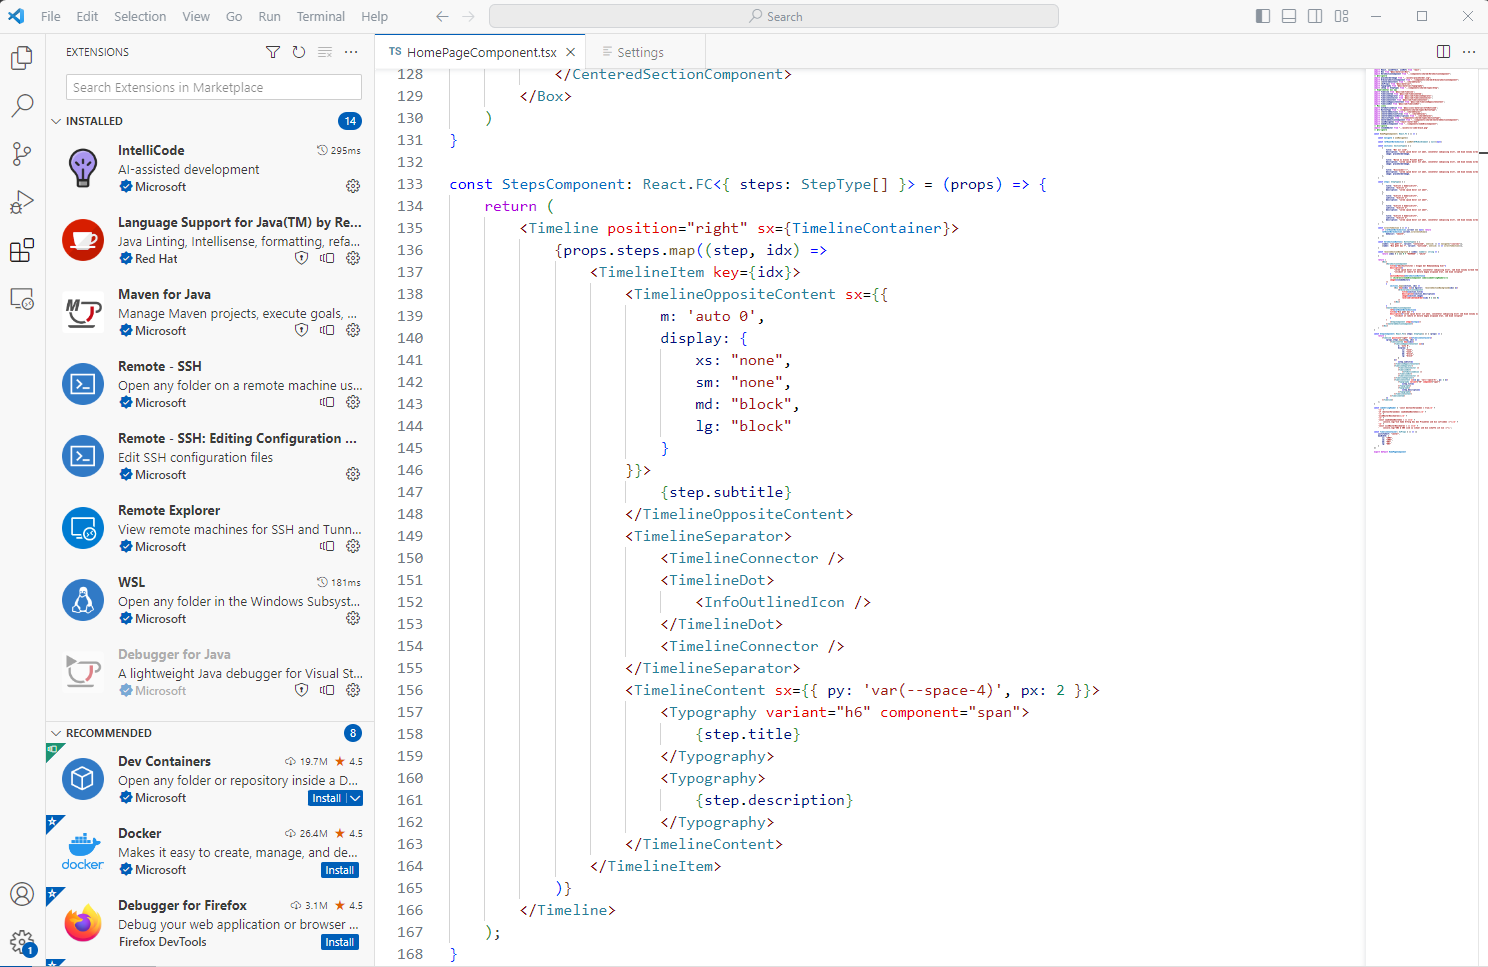 File Edit Selection View Go Run Terminal Help
Search
EXTENSIONS
Search Extensions in Marketplace
INSTALLED 14
IntelliCode 295ms
AI-assisted development
Microsoft
Language Support for Java(TM) by Re...
Java Linting, Intellisense, formatting, refa...
Red Hat
Maven for Java
Manage Maven projects, execute goals, ...
Microsoft
Remote - SSH
Open any folder on a remote machine us...
Microsoft
Remote - SSH: Editing Configuration ...
Edit SSH configuration files
Microsoft
Remote Explorer
View remote machines for SSH and Tunn...
Microsoft
WSL 181ms
Open any folder in the Windows Subsyst...
Microsoft
Debugger for Java
A lightweight Java debugger for Visual St...
Microsoft
RECOMMENDED 8
Dev Containers 19.7M ★ 4.5
Open any folder or repository inside a D...
Microsoft Install
Docker 26.4M ★ 4.5
Makes it easy to create, manage, and de...
docker
Microsoft Install
Debugger for Firefox 3.1M ★ 4.5
Debug your web application or browser ...
Firefox DevTools Install
1
TS HomePageComponent.tsx
Settings
128 </CenteredSectionComponent>
129 </Box>
130 )
131 }
132
133 const StepsComponent: React.FC<{ steps: StepType[] }> = (props) => {
134 return (
135 <Timeline position="right" sx={TimelineContainer}>
136 {props.steps.map((step, idx) =>
137 <TimelineItem key={idx}>
138 <TimelineOppositeContent sx={{
139 m: 'auto 0',
140 display: {
141 xs: "none",
142 sm: "none",
143 md: "block",
144 lg: "block"
145 }
146 }}>
147 {step.subtitle}
148 </TimelineOppositeContent>
149 <TimelineSeparator>
150 <TimelineConnector />
151 <TimelineDot>
152 <InfoOutlinedIcon />
153 </TimelineDot>
154 <TimelineConnector />
155 </TimelineSeparator>
156 <TimelineContent sx={{ py: 'var(--space-4)', px: 2 }}>
157 <Typography variant="h6" component="span">
158 {step.title}
159 </Typography>
160 <Typography>
161 {step.description}
162 </Typography>
163 </TimelineContent>
164 </TimelineItem>
165 )}
166 </Timeline>
167 );
168 }